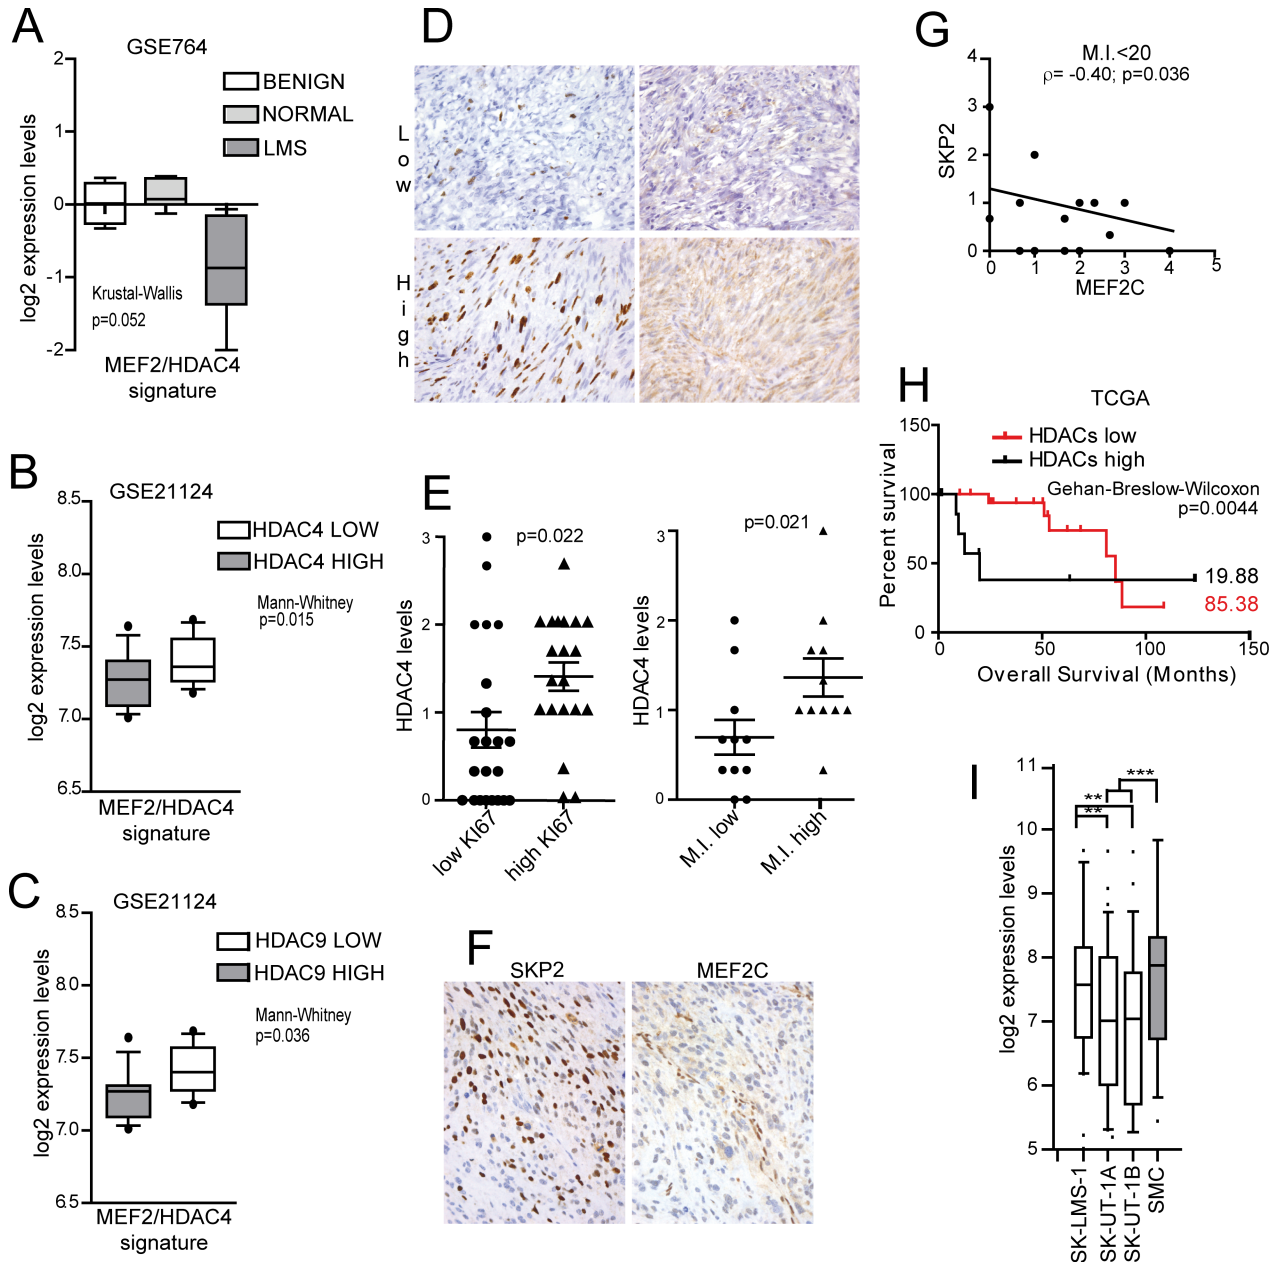 A
GSE764
2
1
0
-1
-2
log2 expression levels
BENIGN
NORMAL
LMS
Krustal-Wallis
p=0.052
MEF2/HDAC4
signature
B
GSE21124
8.5
8.0
7.5
7.0
6.5
log2 expression levels
HDAC4 LOW
HDAC4 HIGH
Mann-Whitney
p=0.015
MEF2/HDAC4
signature
C
GSE21124
8.5
8.0
7.5
7.0
6.5
log2 expression levels
HDAC9 LOW
HDAC9 HIGH
Mann-Whitney
p=0.036
MEF2/HDAC4
signature
D
Low
High
E
3
2
1
0
HDAC4 levels
p=0.022
low KI67
high KI67
3
2
1
0
HDAC4 levels
p=0.021
M.I. low
M.I. high
F
SKP2
MEF2C
G
M.I.<20
ρ= -0.40; p=0.036
4
3
2
1
0
SKP2
0 1 2 3 4 5
MEF2C
H
TCGA
150
100
50
0
Percent survival
HDACs low
HDACs high
Gehan-Breslow-Wilcoxon
p=0.0044
19.88
85.38
0 50 100 150
Overall Survival (Months)
I
11
10
9
8
7
6
5
log2 expression levels
***
**
**
SK-LMS-1
SK-UT-1A
SK-UT-1B
SMC